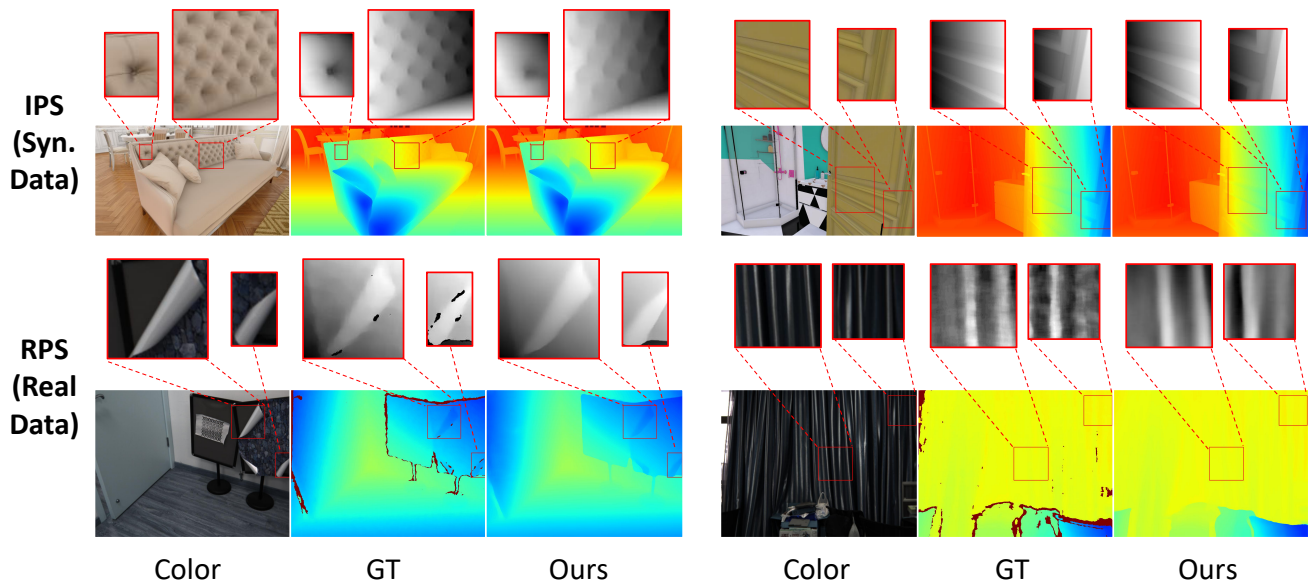 IPS
(Syn.
Data)
RPS
(Real
Data)
Color
GT
Ours
Color
GT
Ours